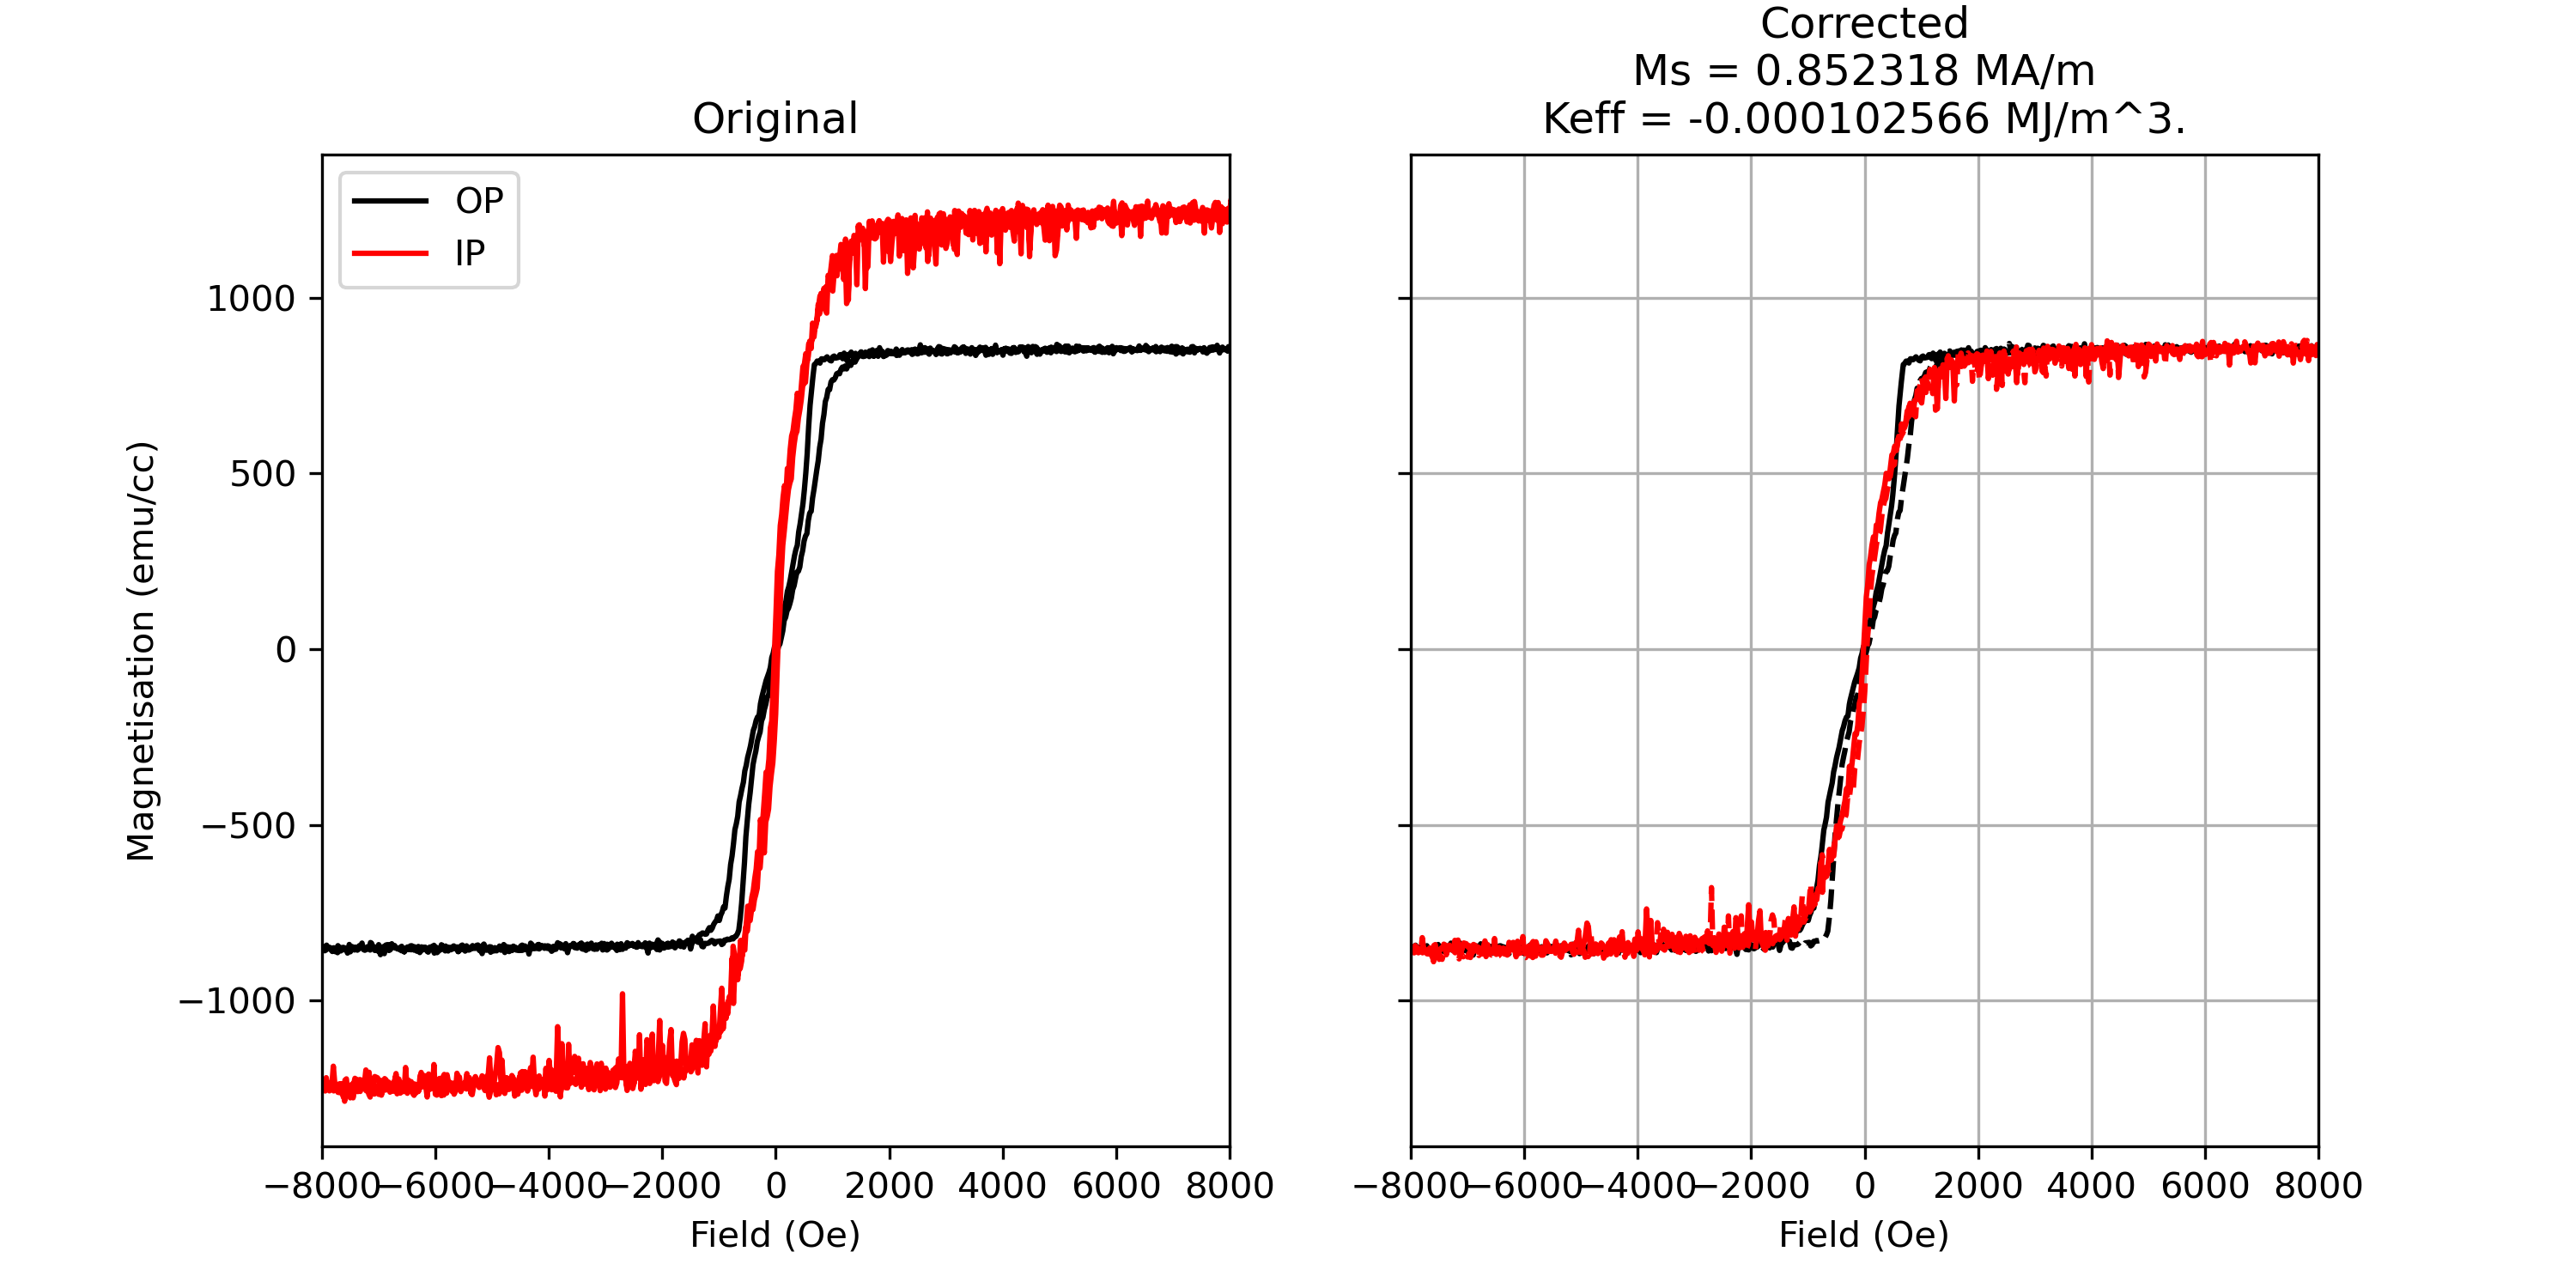 Original
OP
IP
1000
500
0
−500
−1000
Magnetisation (emu/cc)
−8000 −6000 −4000 −2000 0 2000 4000 6000 8000
Field (Oe)
Corrected
Ms = 0.852318 MA/m
Keff = -0.000102566 MJ/m^3.
−8000 −6000 −4000 −2000 0 2000 4000 6000 8000
Field (Oe)